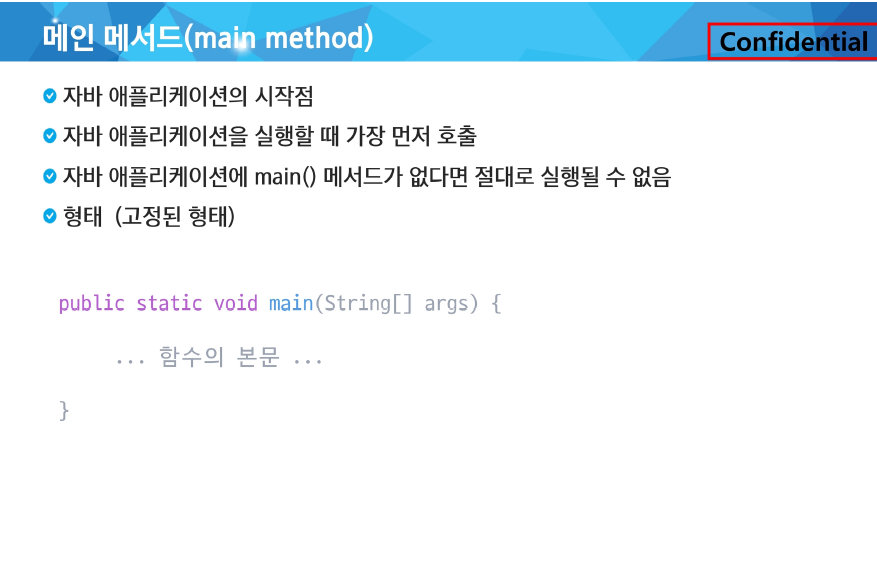 메인 메서드(main method)
Confidential
자바 애플리케이션의 시작점
자바 애플리케이션을 실행할 때 가장 먼저 호출
자바 애플리케이션에 main() 메서드가 없다면 절대로 실행될 수 없음
형태 (고정된 형태)
public static void main(String[] args) {
... 함수의 본문 ...
}